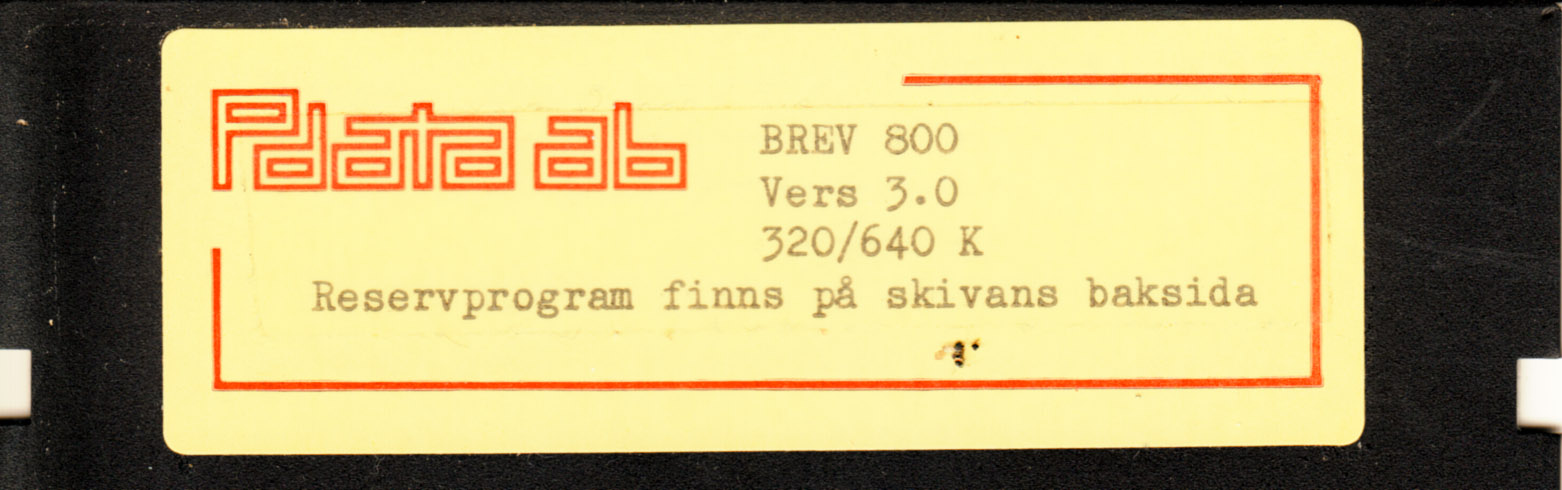 Pdata ab
BREV 800
Vers 3.0
320/640 K
Reservprogram finns på skivans baksida